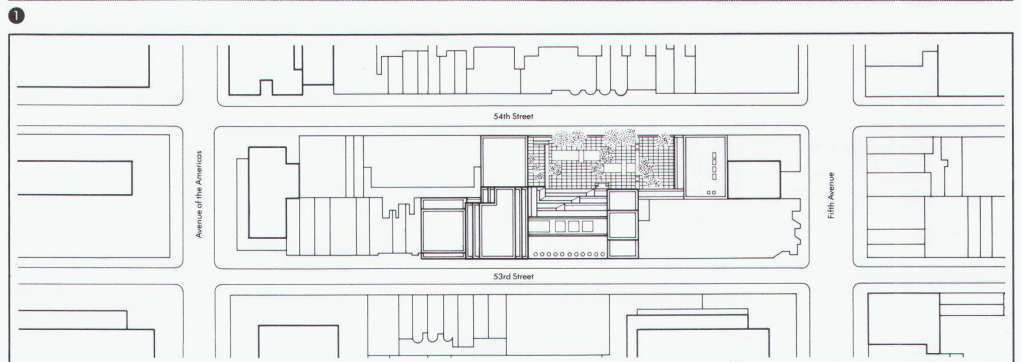 1
54th Street
Avenue of the Americas
Fifth Avenue
53rd Street